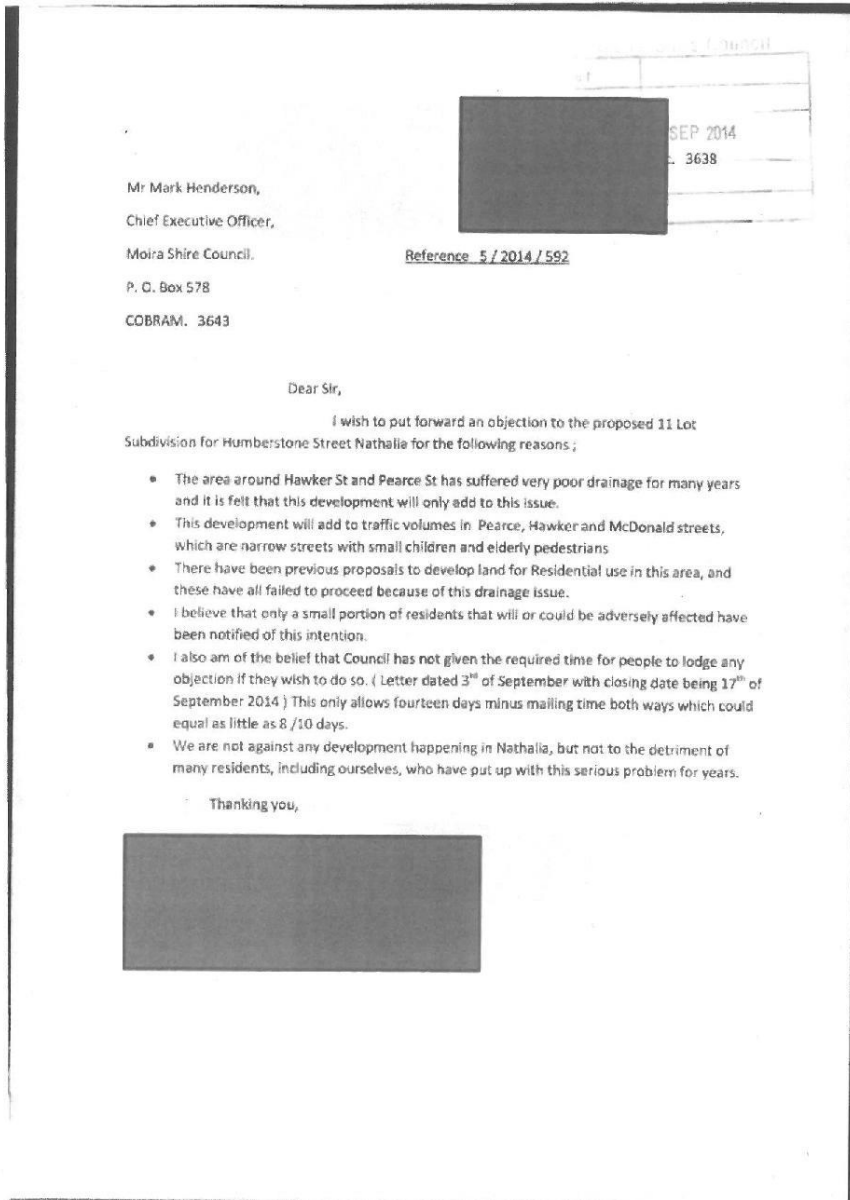 SEP 2014
3638
Mr Mark Henderson,
Chief Executive Officer,
Moira Shire Council.
Reference 5 / 2014 / 592
P. O. Box 578
COBRAM. 3643
Dear Sir,
I wish to put forward an objection to the proposed 11 Lot
Subdivision for Humberstone Street Nathalia for the following reasons ;
• The area around Hawker St and Pearce St has suffered very poor drainage for many years
and it is felt that this development will only add to this issue.
• This development will add to traffic volumes in Pearce, Hawker and McDonald streets,
which are narrow streets with small children and elderly pedestrians
• There have been previous proposals to develop land for Residential use in this area, and
these have all failed to proceed because of this drainage issue.
• I believe that only a small portion of residents that will or could be adversely affected have
been notified of this intention.
• I also am of the belief that Council has not given the required time for people to lodge any
objection if they wish to do so. ( Letter dated 3rd of September with closing date being 17th of
September 2014 ) This only allows fourteen days minus mailing time both ways which could
equal as little as 8 /10 days.
• We are not against any development happening in Nathalia, but not to the detriment of
many residents, including ourselves, who have put up with this serious problem for years.
Thanking you,